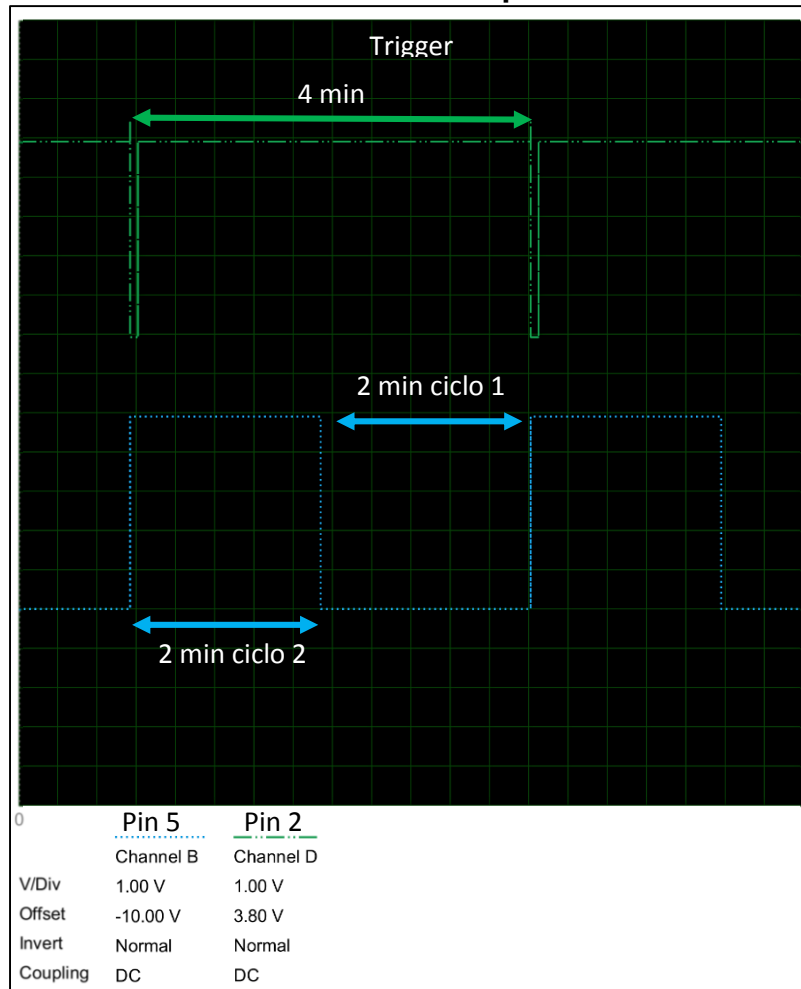 Trigger
4 min
2 min ciclo 1
2 min ciclo 2
0
Pin 5 Pin 2
Channel B Channel D
V/Div 1.00 V 1.00 V
Offset -10.00 V 3.80 V
Invert Normal Normal
Coupling DC DC